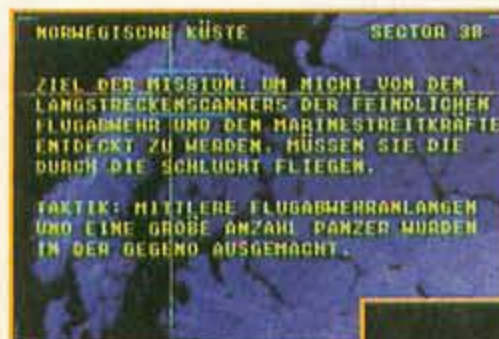 NORWEGISCHE KÜSTE SECTOR 38
ZIEL DER MISSION: UM NICHT VON DEN
LANGSTRECKENSCANNERS DER FEINDLICHEN
FLUGABWEHR UND DEN MARINESTREITKRAFTE
ENTDECKT ZU WERDEN, MÜSSEN SIE DIE
DURCH DIE SCHLUCHT FLIEGEN.
TAKTIK: MITTLERE FLUGABWEHRANLANGEN
UND EINE GROßE ANZAHL PANZER WURDEN
IN DER GEGEND AUSGEMACHT.